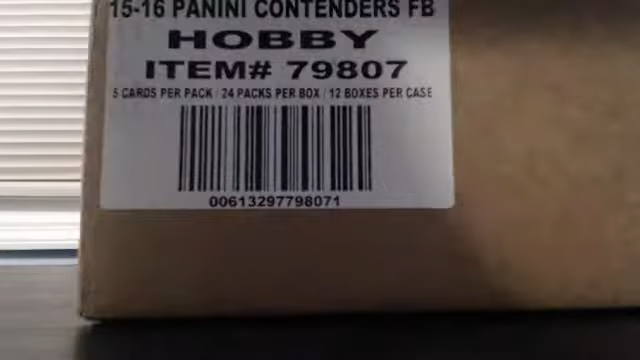 15-16 PANINI CONTENDERS FB
HOBBY
ITEM# 79807
5 CARDS PER PACK / 24 PACKS PER BOX / 12 BOXES PER CASE
00613297798071